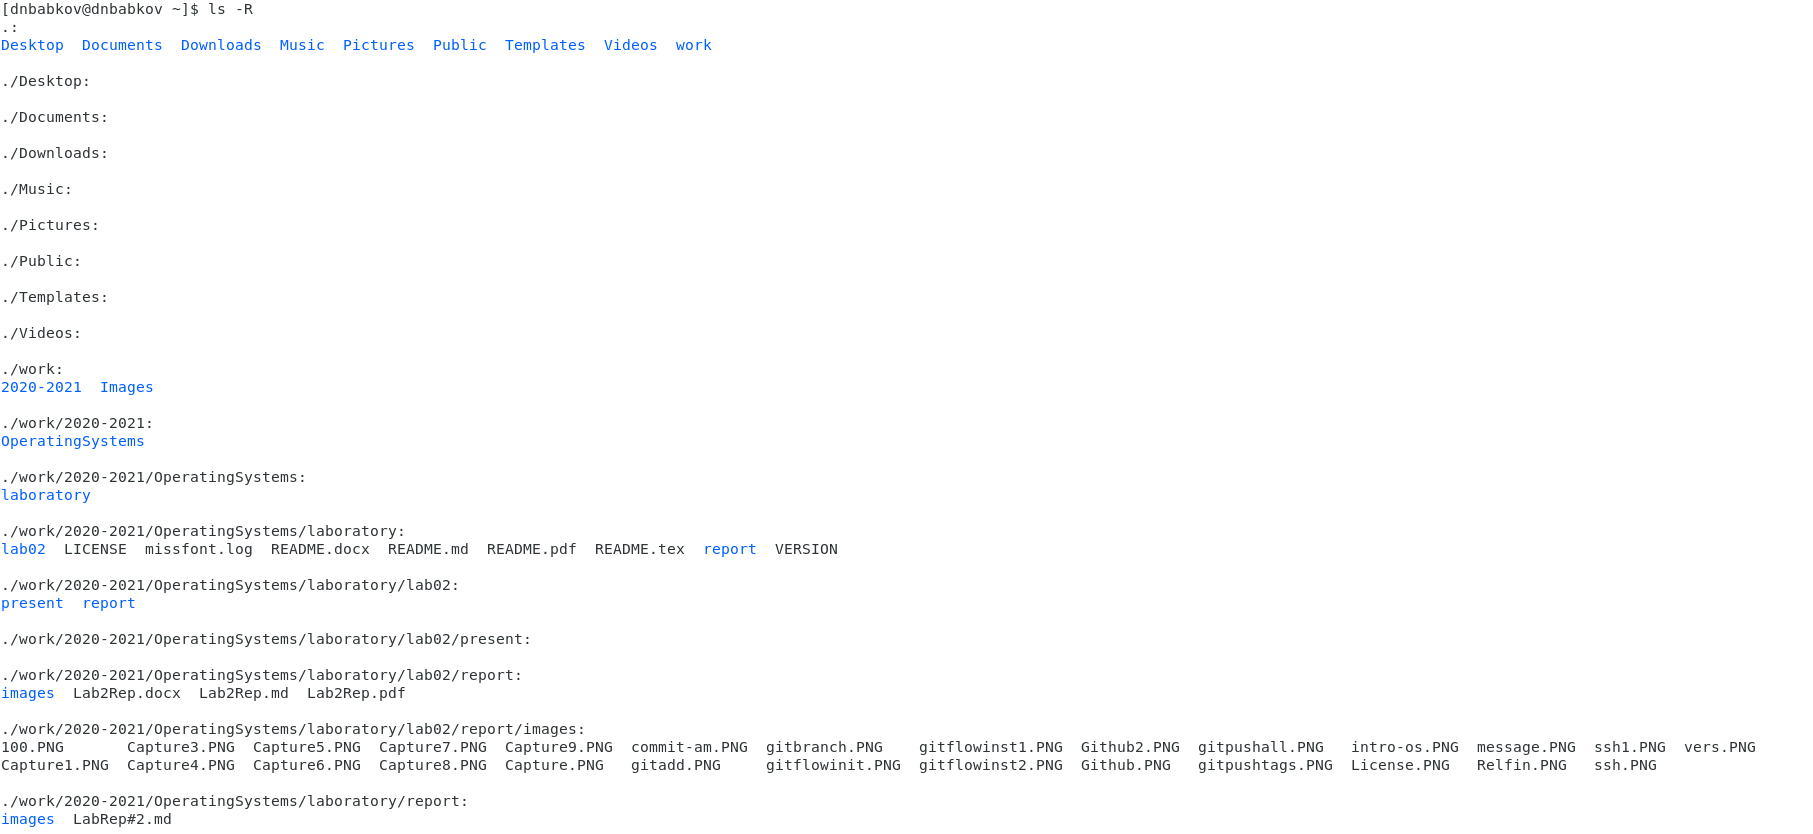 [dnbabkov@dnbabkov ~]$ ls -R
.:
Desktop  Documents  Downloads  Music  Pictures  Public  Templates  Videos  work
./Desktop:
./Documents:
./Downloads:
./Music:
./Pictures:
./Public:
./Templates:
./Videos:
./work:
2020-2021  Images
./work/2020-2021:
OperatingSystems
./work/2020-2021/OperatingSystems:
laboratory
./work/2020-2021/OperatingSystems/laboratory:
lab02  LICENSE  missfont.log  README.docx  README.md  README.pdf  README.tex  report  VERSION
./work/2020-2021/OperatingSystems/laboratory/lab02:
present  report
./work/2020-2021/OperatingSystems/laboratory/lab02/present:
./work/2020-2021/OperatingSystems/laboratory/lab02/report:
images  Lab2Rep.docx  Lab2Rep.md  Lab2Rep.pdf
./work/2020-2021/OperatingSystems/laboratory/lab02/report/images:
100.PNG       Capture3.PNG  Capture5.PNG  Capture7.PNG  Capture9.PNG  commit-am.PNG  gitbranch.PNG    gitflowinst1.PNG  Github2.PNG  gitpushall.PNG   intro-os.PNG  message.PNG  ssh1.PNG  vers.PNG
Capture1.PNG  Capture4.PNG  Capture6.PNG  Capture8.PNG  Capture.PNG   gitadd.PNG     gitflowinit.PNG  gitflowinst2.PNG  Github.PNG   gitpushtags.PNG  License.PNG   Relfin.PNG   ssh.PNG
./work/2020-2021/OperatingSystems/laboratory/report:
images  LabRep#2.md